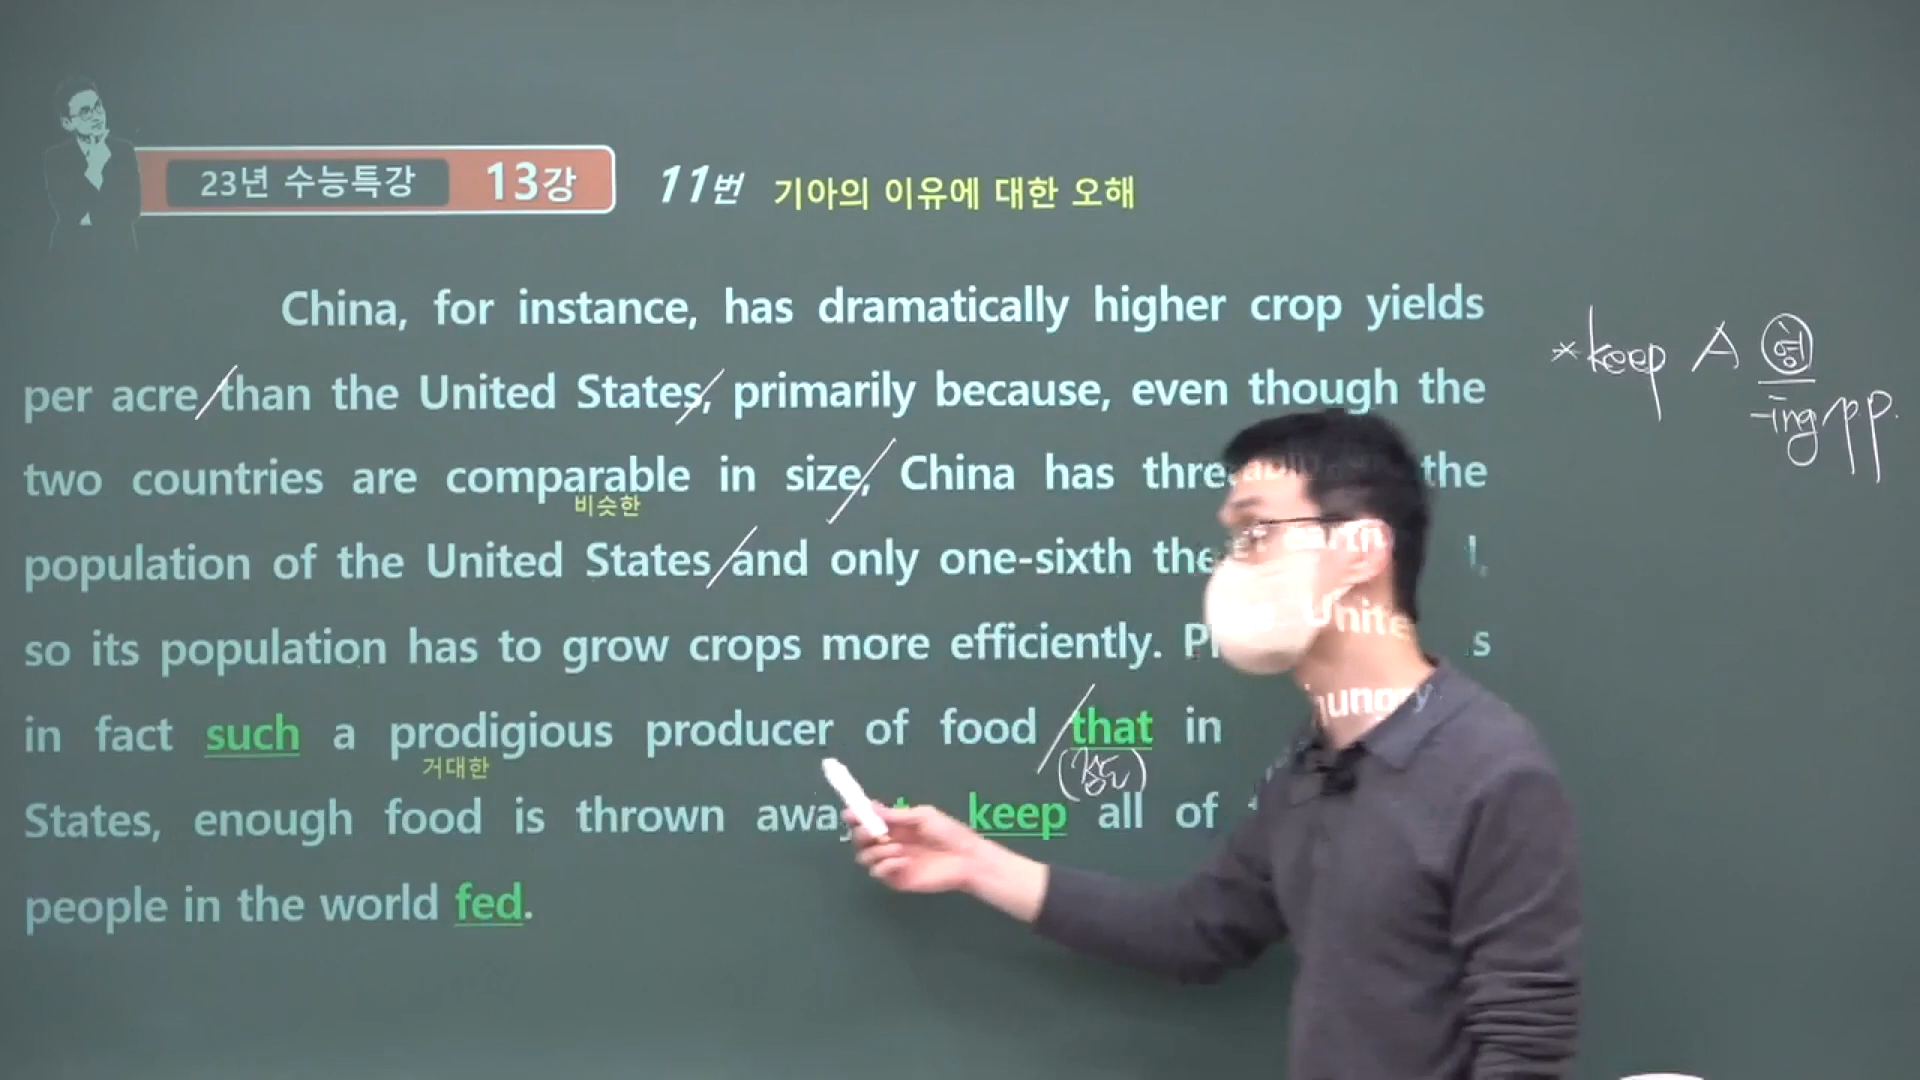 23년 수능특강 13강 11번 기아의 이유에 대한 오해
China, for instance, has dramatically higher crop yields
per acre than the United States, primarily because, even though the
two countries are comparable in size, China has the
비슷한
population of the United States and only one-sixth
so its population has to grow crops more efficiently.
in fact such a prodigious producer of food that in
거대한
States, enough food is thrown away keep all of
people in the world fed.
*keep A 형
-ing pp.